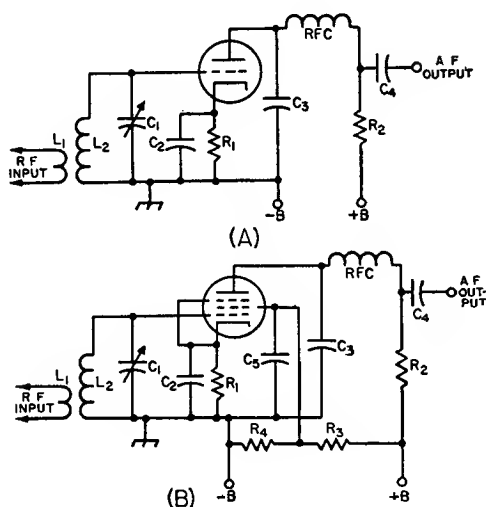 RFC
A F
OUTPUT
C4
C3
C1
C2
R1
R2
L1
L2
R F
INPUT
-B
+B
(A)
RFC
A F
OUT-
PUT
C4
C3
C5
C1
C2
R1
R2
L1
L2
R F
INPUT
R4
R3
-B
+B
(B)